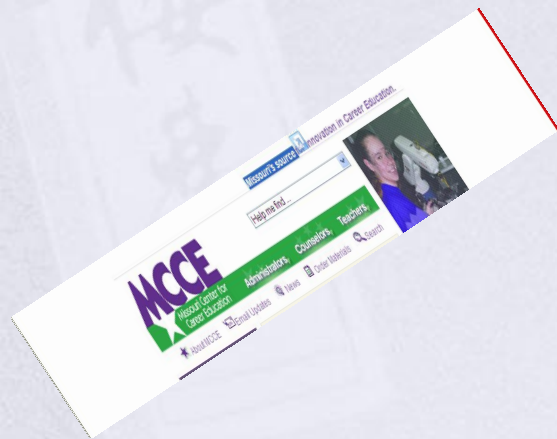 Missouri's source
innovation in Career Education.
Help me find ...
MCCE
Missouri Center for
Career Education
Administrators, Counselors, Teachers,
About MCCE Email Updates News Order Materials Search